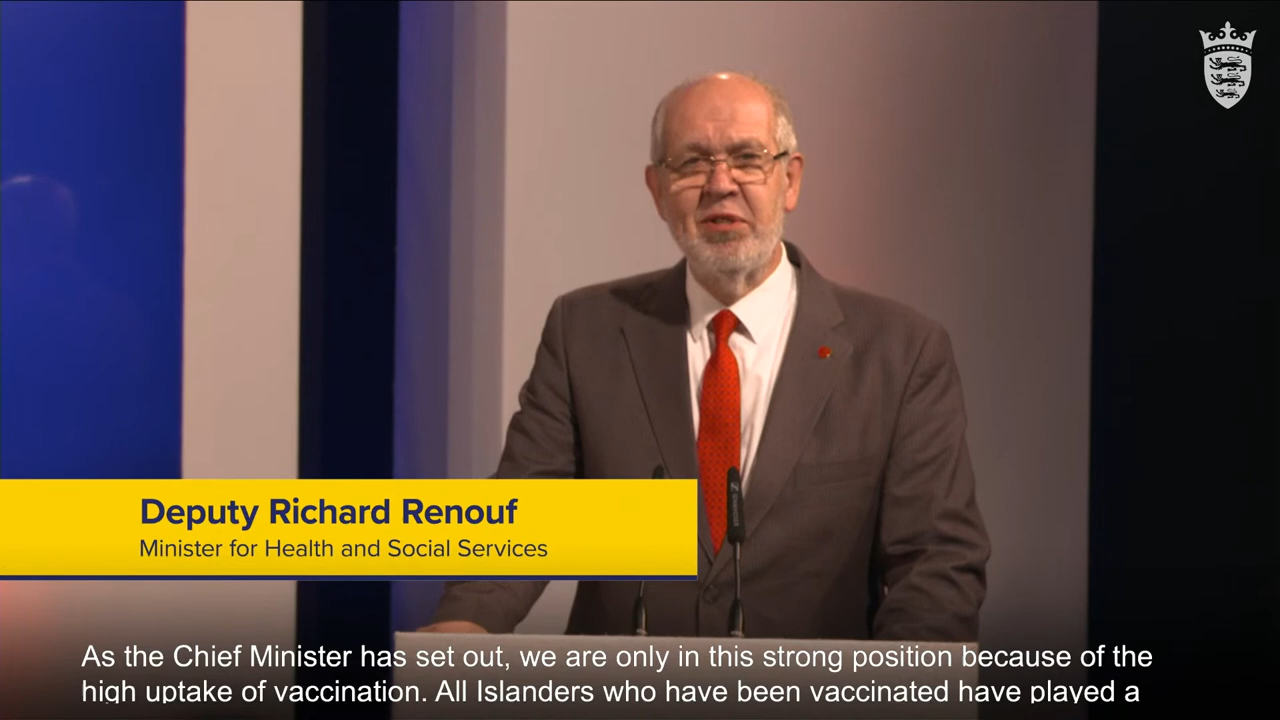 Deputy Richard Renouf
Minister for Health and Social Services
As the Chief Minister has set out, we are only in this strong position because of the
high uptake of vaccination. All Islanders who have been vaccinated have played a